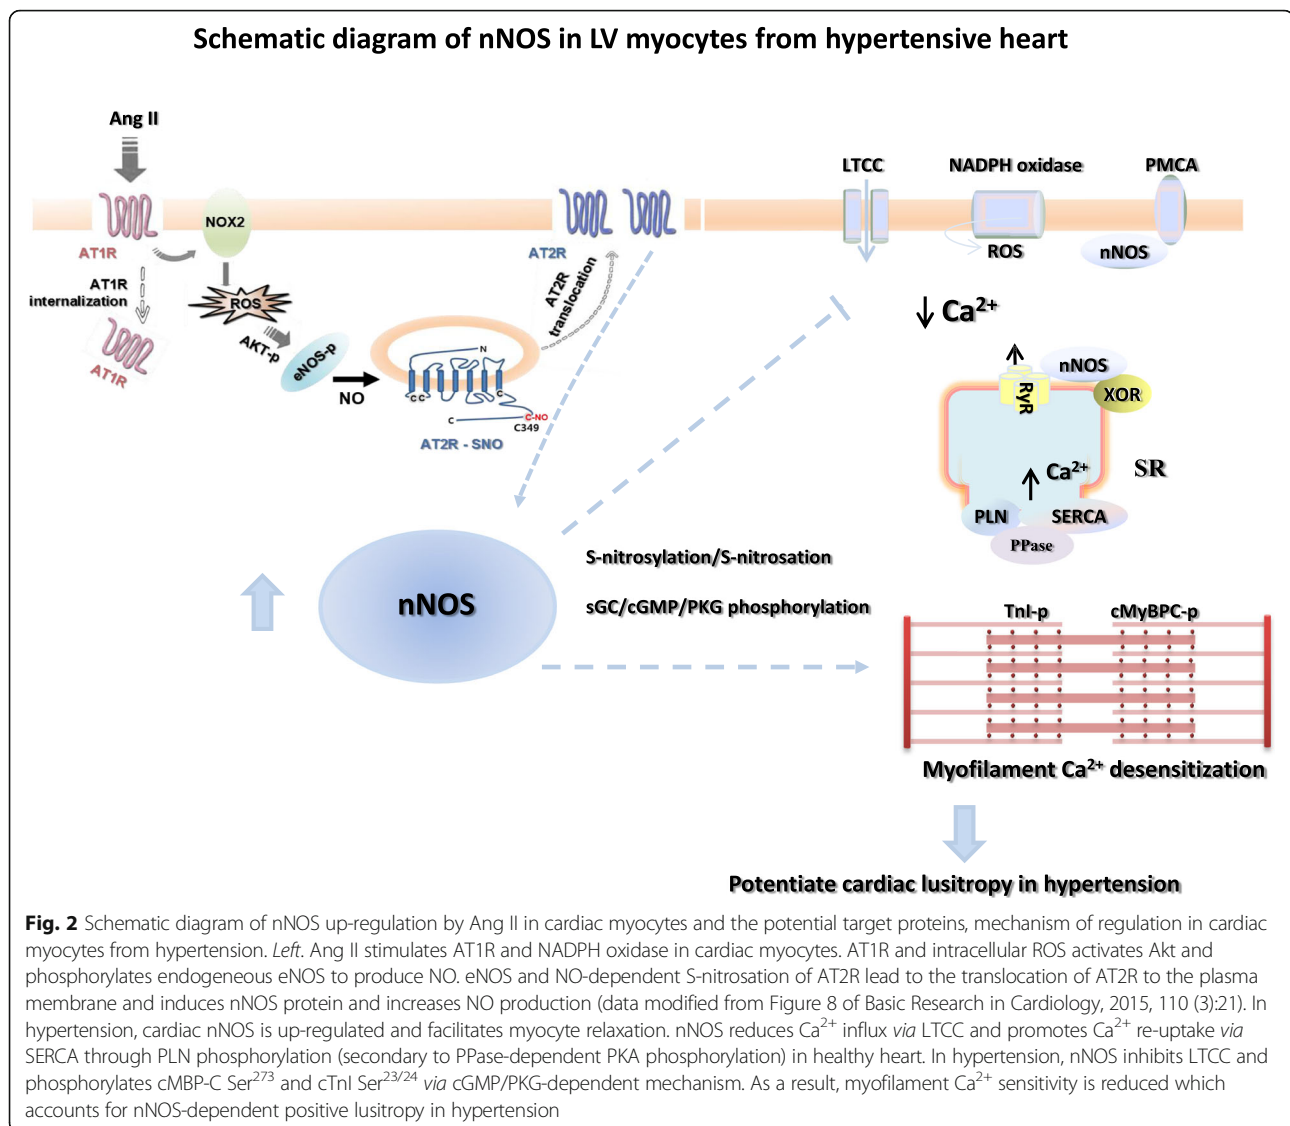 Schematic diagram of nNOS in LV myocytes from hypertensive heart
Ang II
AT1R
AT1R
internalization
AT1R
NOX2
ROS
AKT-p
eNOS-p
NO
N
C C
C
C
C-NO
C349
AT2R - SNO
AT2R
AT2R
translocation
LTCC
NADPH oxidase
ROS
PMCA
nNOS
Ca²⁺
nNOS
XOR
RyR
Ca²⁺
SR
PLN
SERCA
PPase
nNOS
S-nitrosylation/S-nitrosation
sGC/cGMP/PKG phosphorylation
TnI-p
cMyBPC-p
Myofilament Ca²⁺ desensitization
Potentiate cardiac lusitropy in hypertension
Fig. 2 Schematic diagram of nNOS up-regulation by Ang II in cardiac myocytes and the potential target proteins, mechanism of regulation in cardiac
myocytes from hypertension. Left. Ang II stimulates AT1R and NADPH oxidase in cardiac myocytes. AT1R and intracellular ROS activates Akt and
phosphorylates endogeneous eNOS to produce NO. eNOS and NO-dependent S-nitrosation of AT2R lead to the translocation of AT2R to the plasma
membrane and induces nNOS protein and increases NO production (data modified from Figure 8 of Basic Research in Cardiology, 2015, 110 (3):21). In
hypertension, cardiac nNOS is up-regulated and facilitates myocyte relaxation. nNOS reduces Ca²⁺ influx via LTCC and promotes Ca²⁺ re-uptake via
SERCA through PLN phosphorylation (secondary to PPase-dependent PKA phosphorylation) in healthy heart. In hypertension, nNOS inhibits LTCC and
phosphorylates cMBP-C Ser²⁷³ and cTnI Ser²³/²⁴ via cGMP/PKG-dependent mechanism. As a result, myofilament Ca²⁺ sensitivity is reduced which
accounts for nNOS-dependent positive lusitropy in hypertension